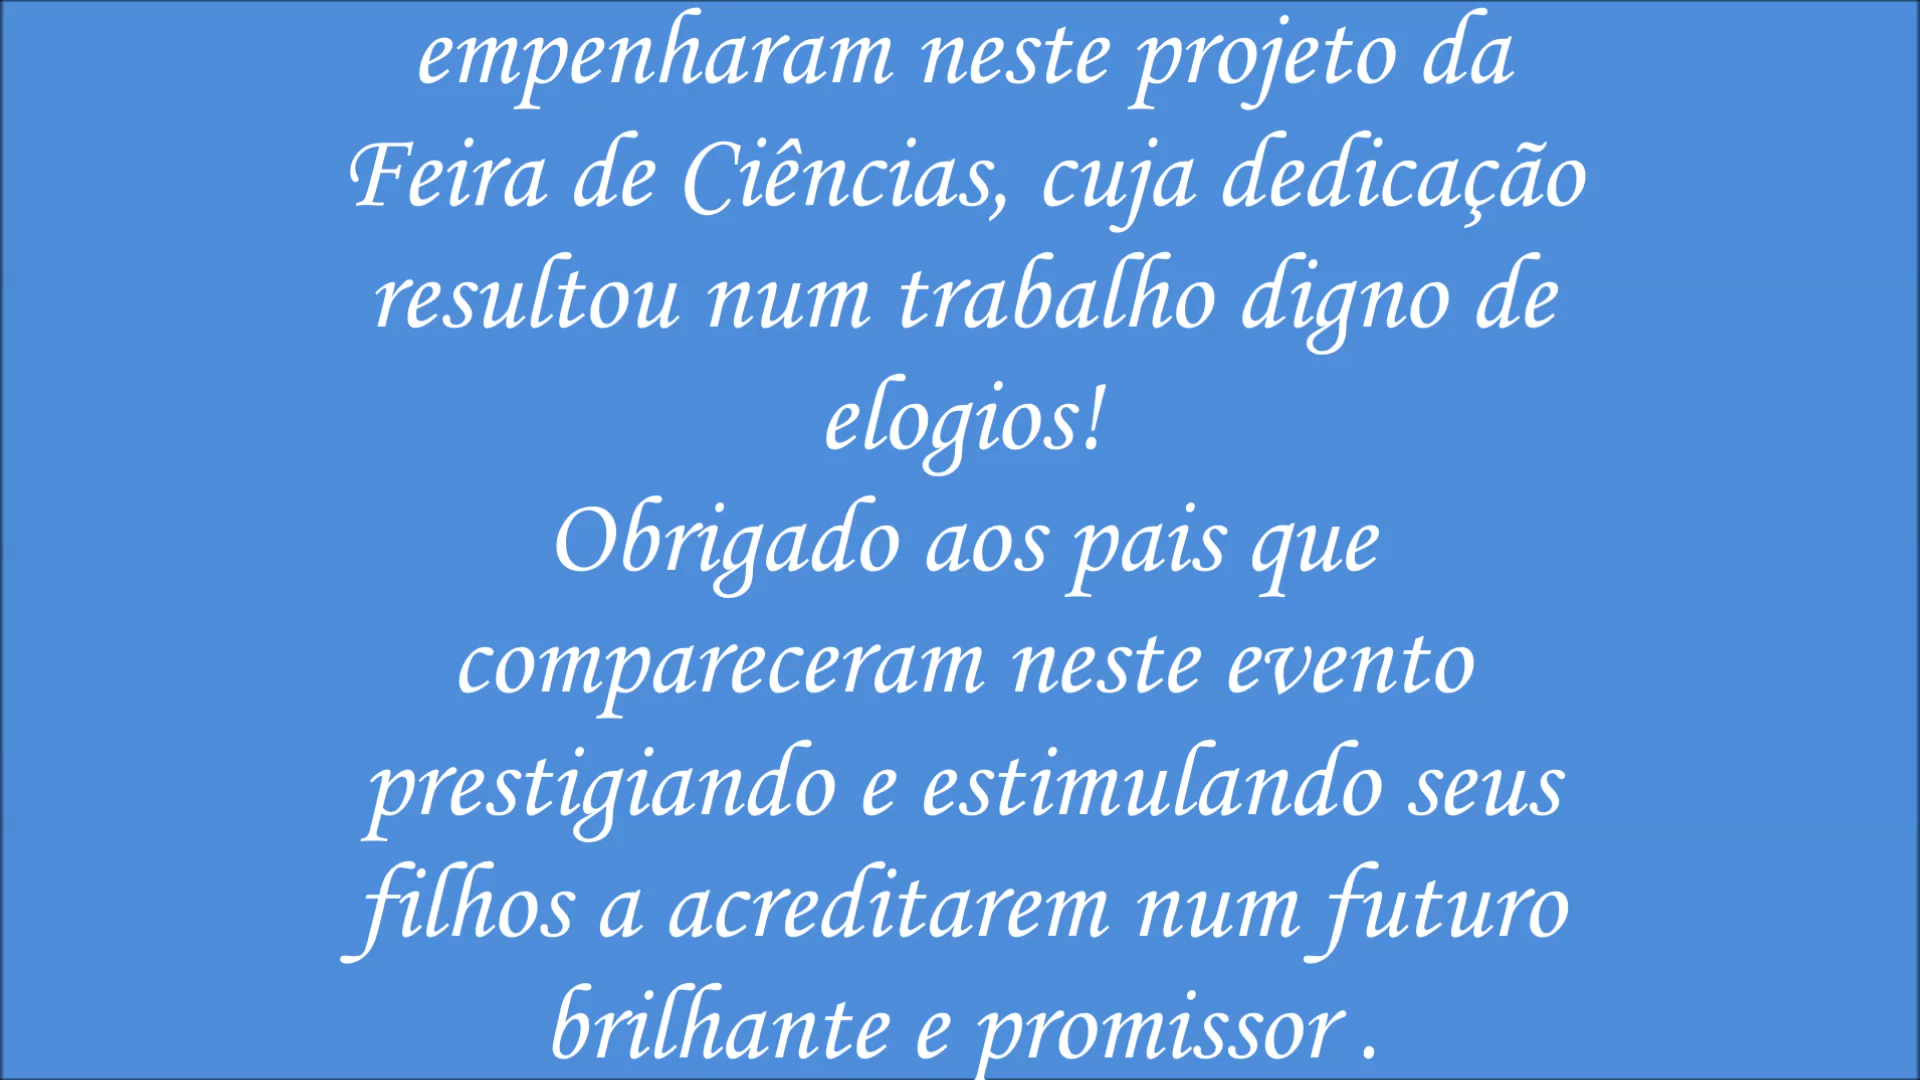 empenharam neste projeto da
Feira de Ciências, cuja dedicação
resultou num trabalho digno de
elogios!
Obrigado aos pais que
compareceram neste evento
prestigiando e estimulando seus
filhos a acreditarem num futuro
brilhante e promissor .